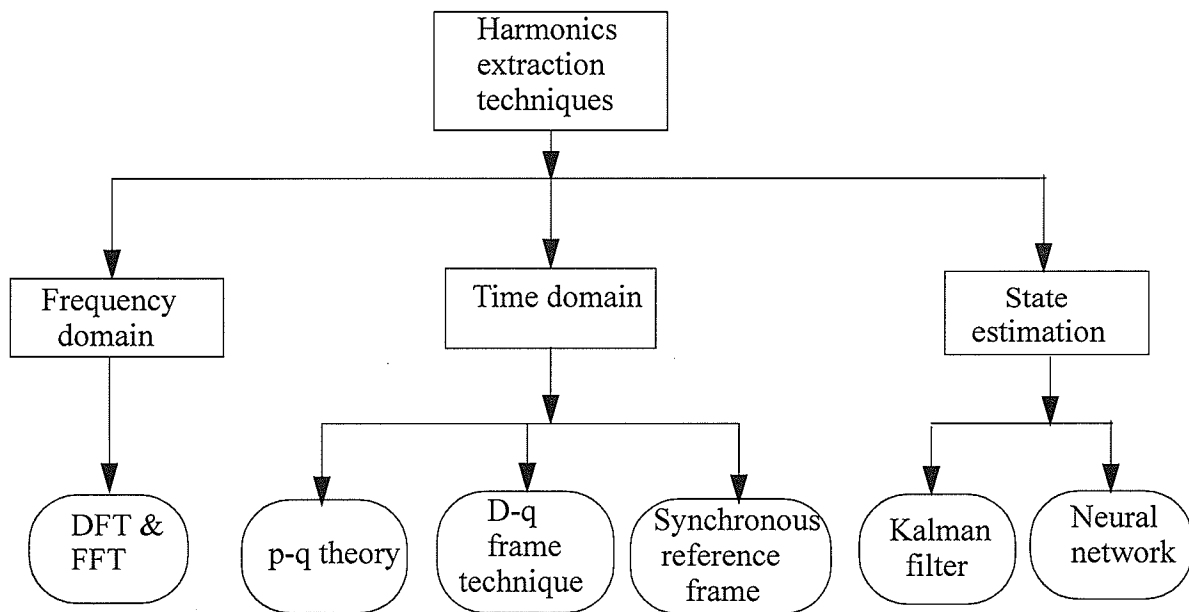 Harmonics
extraction
techniques
Frequency
domain
Time domain
State
estimation
DFT &
FFT
p-q theory
D-q
frame
technique
Synchronous
reference
frame
Kalman
filter
Neural
network